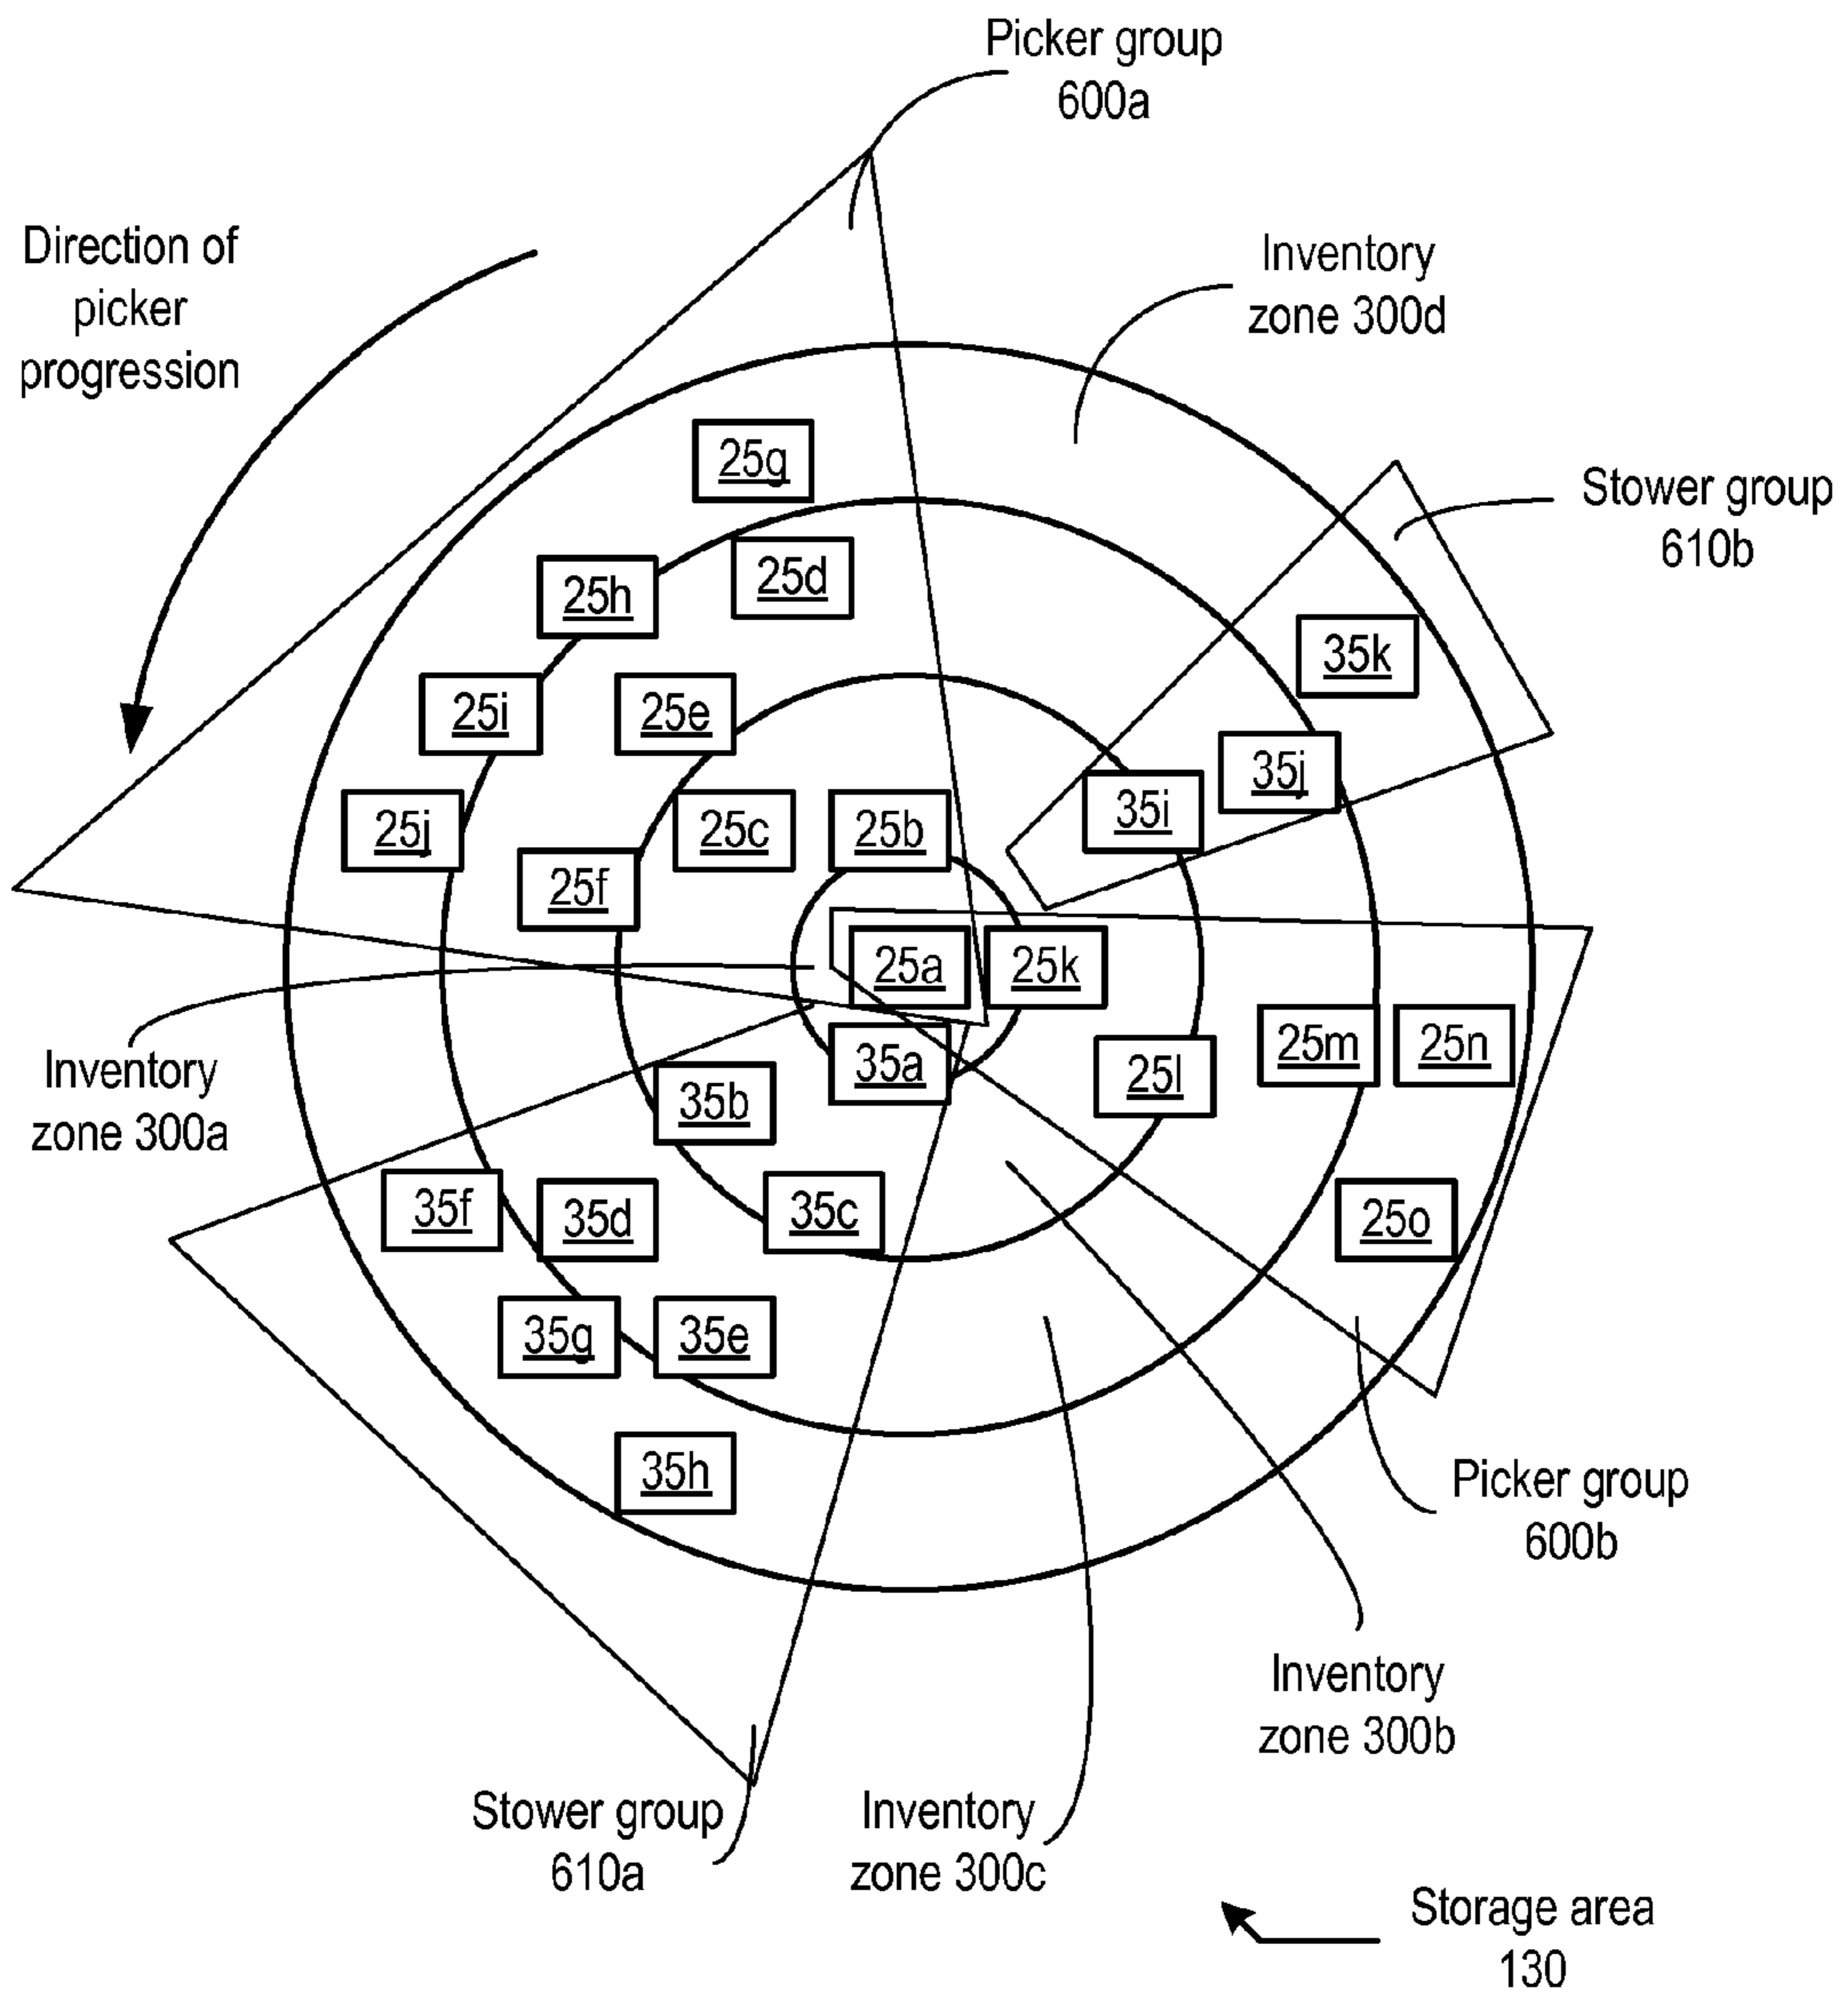 Picker group
600a
Direction of
picker
progression
Inventory
zone 300d
25g
Stower group
610b
25h
25d
35k
25i
25e
35j
25j
25c
25b
35i
25f
25a
25k
Inventory
zone 300a
35a
25l
25m
25n
35b
35f
35d
35c
25o
35g
35e
35h
Picker group
600b
Inventory
zone 300b
Stower group
610a
Inventory
zone 300c
Storage area
130